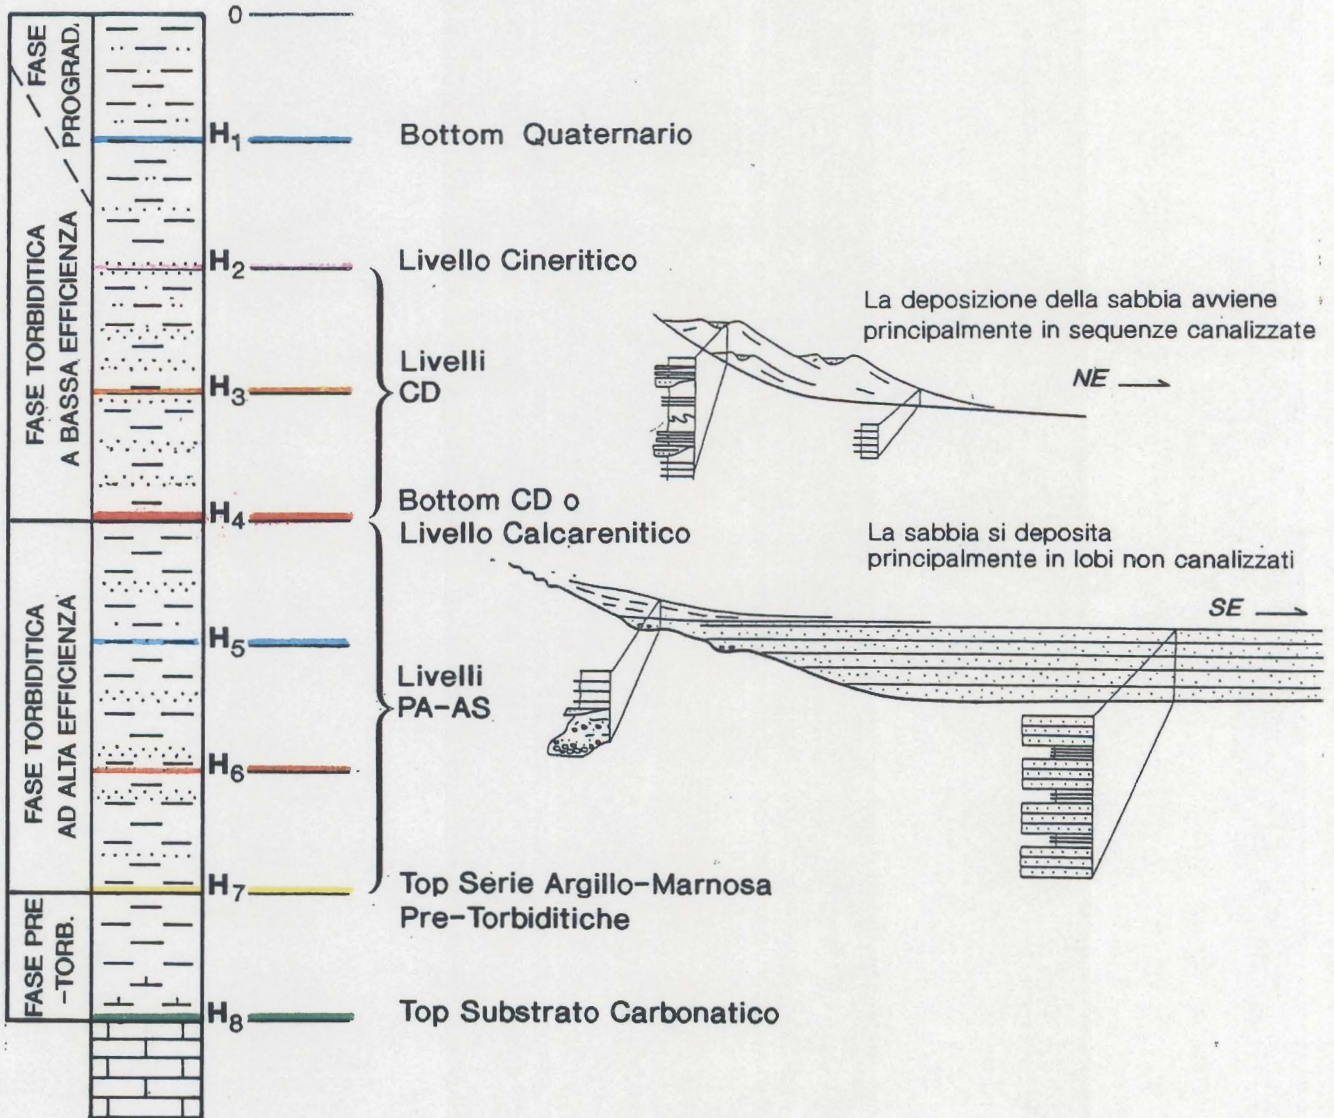 0
FASE
PROGRAD.
H1
Bottom Quaternario
FASE TORBIDITICA
A BASSA EFFICIENZA
H2
Livello Cineritico
La deposizione della sabbia avviene
principalmente in sequenze canalizzate
Livelli
CD
H3
NE
H4
Bottom CD o
Livello Calcarenitico
La sabbia si deposita
principalmente in lobi non canalizzati
FASE TORBIDITICA
AD ALTA EFFICIENZA
SE
H5
Livelli
PA-AS
H6
H7
Top Serie Argillo-Marnosa
Pre-Torbiditiche
FASE PRE
-TORB.
H8
Top Substrato Carbonatico